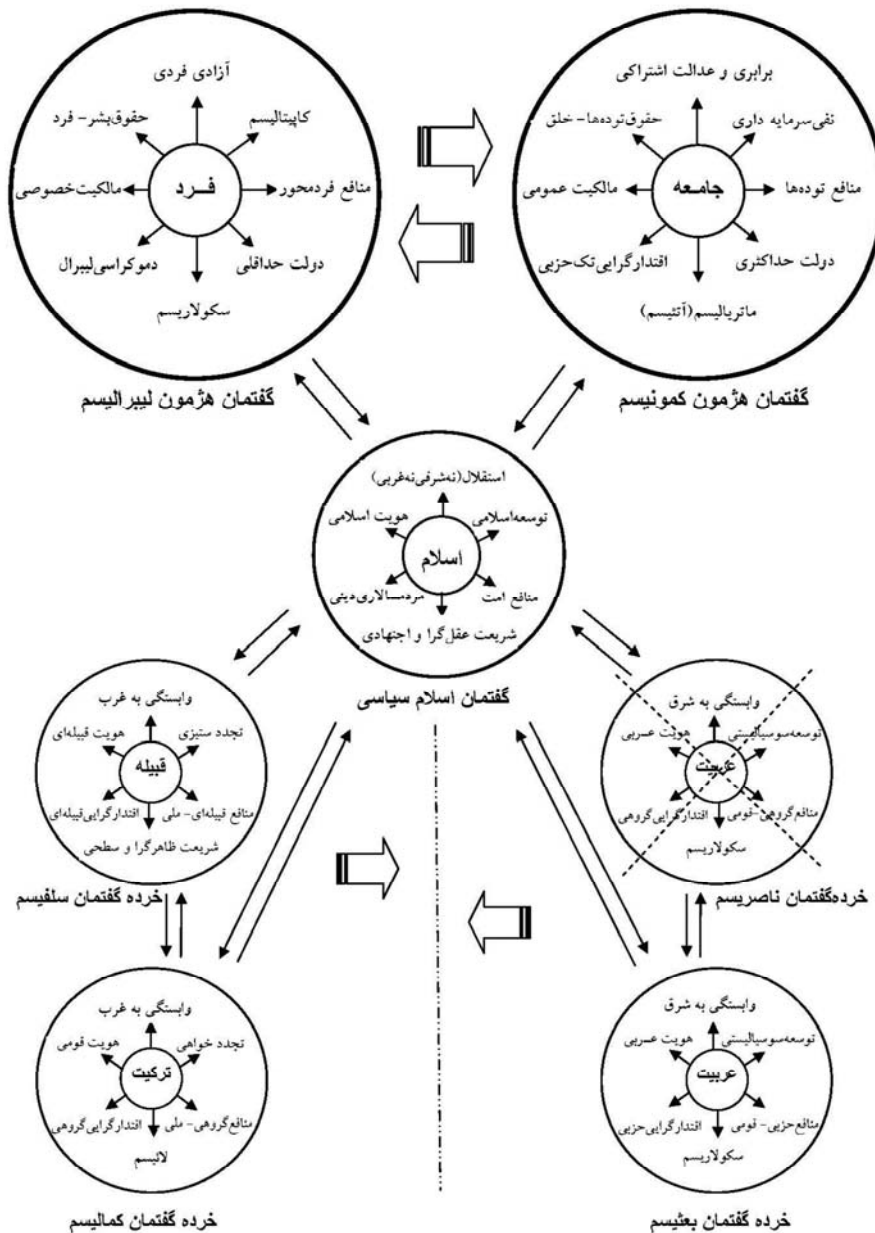 برابری و عدالت اشتراکی
نفی‌سرمایه داری
حقوق‌توده‌ها- خلق
منافع توده‌ها
جامعه
مالکیت عمومی
دولت حداکثری
اقتدارگرایی‌تک‌حزبی
ماتریالیسم(آتئیسم)
گفتمان هژمون کمونیسم
آزادی فردی
کاپیتالیسم
حقوق‌بشر- فرد
منافع فردمحور
فرد
مالکیت‌خصوصی
دولت حداقلی
دموکراسی‌لیبرال
سکولاریسم
گفتمان هژمون لیبرالیسم
استقلال(نه‌شرقی‌نه‌غربی)
توسعه‌اسلامی
هویت اسلامی
اسلام
منافع امت
مردمسالاری‌دینی
شریعت عقل‌گرا و اجتهادی
گفتمان اسلام سیاسی
وابستگی به شرق
توسعه‌سوسیالیستی
هویت عربی
عربیت
منافع‌گروهی-قومی
اقتدارگرایی‌گروهی
سکولاریسم
خرده‌گفتمان ناصریسم
وابستگی به غرب
تجدد ستیزی
هویت قبیله‌ای
قبیله
منافع قبیله‌ای- ملی
اقتدارگرایی‌قبیله‌ای
شریعت ظاهرگرا و سطحی
خرده گفتمان سلفیسم
وابستگی به شرق
توسعه‌سوسیالیستی
هویت عربی
عربیت
منافع‌حزبی- قومی
اقتدارگرایی‌حزبی
سکولاریسم
خرده گفتمان بعثیسم
وابستگی به غرب
تجدد خواهی
هویت قومی
ترکیت
منافع‌گروهی- ملی
اقتدارگرایی‌گروهی
لائیسم
خرده گفتمان کمالیسم